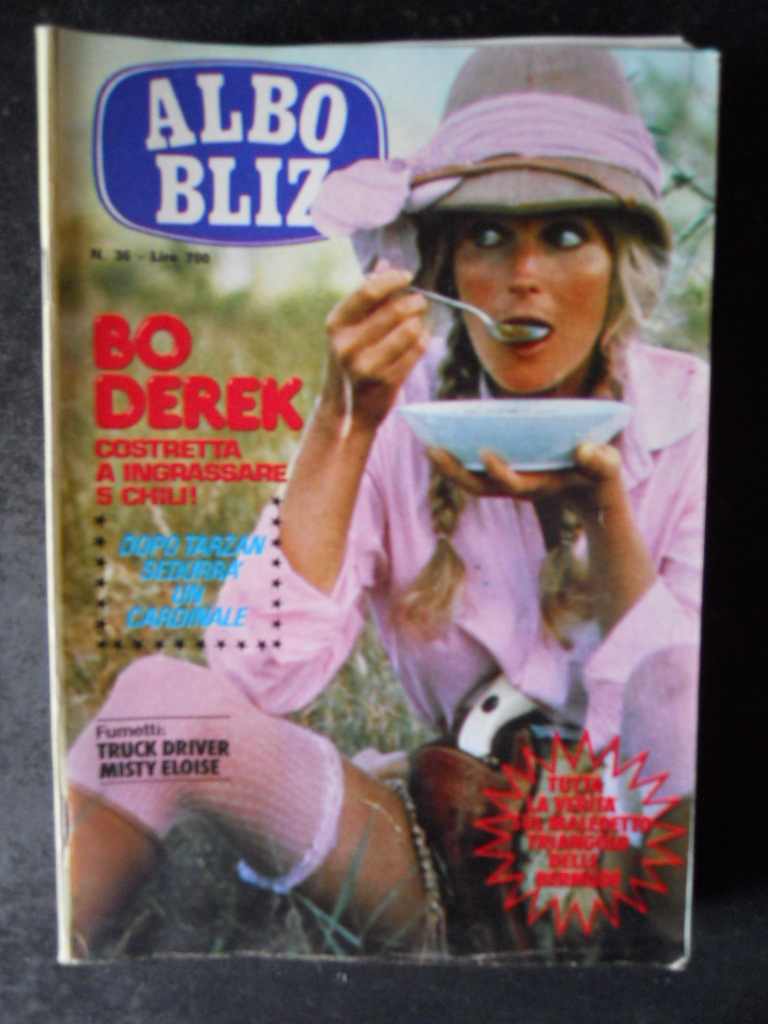 ALBO
BLIZ
N. 36 - Lire 700
BO
DEREK
COSTRETTA
A INGRASSARE
5 CHILI!
DOPO TARZAN
SEDURRA'
UN
CARDINALE
Fumetti:
TRUCK DRIVER
MISTY ELOISE
TUTTA
LA VERITA'
SUL MALEDETTO
TRIANGOLO
DELLE
BERMUDE